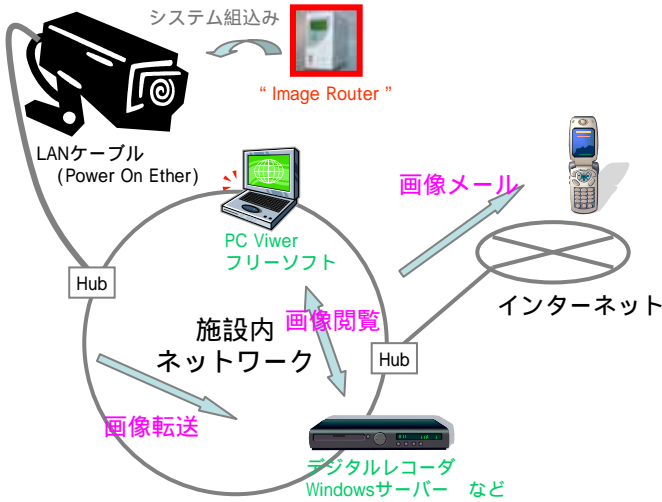 システム組込み
“ Image Router ”
LANケーブル
(Power On Ether)
画像メール
PC Viwer
フリーソフト
Hub
インターネット
施設内
ネットワーク
画像閲覧
Hub
画像転送
デジタルレコーダ
Windowsサーバー　など